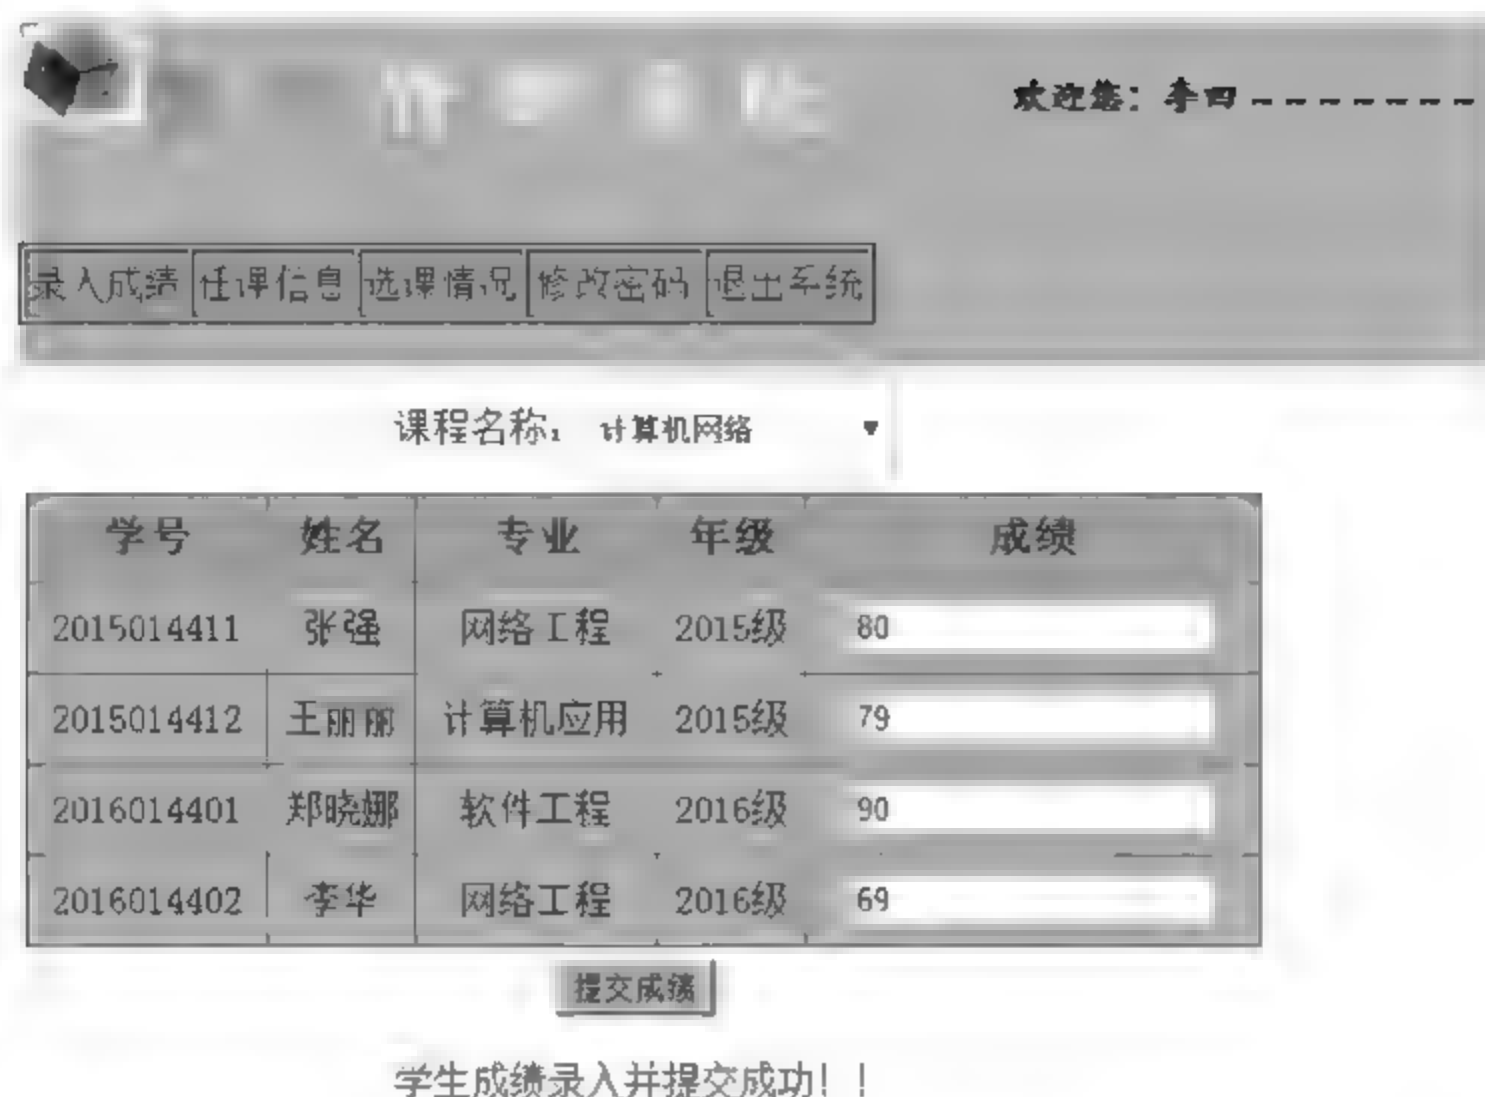 欢迎您：李四-------
录入成绩 任课信息 选课情况 修改密码 退出系统
课程名称： 计算机网络
学号 姓名 专业 年级 成绩
2015014411 张强 网络工程 2015级 80
2015014412 王丽丽 计算机应用 2015级 79
2016014401 郑晓娜 软件工程 2016级 90
2016014402 李华 网络工程 2016级 69
提交成绩
学生成绩录入并提交成功！！